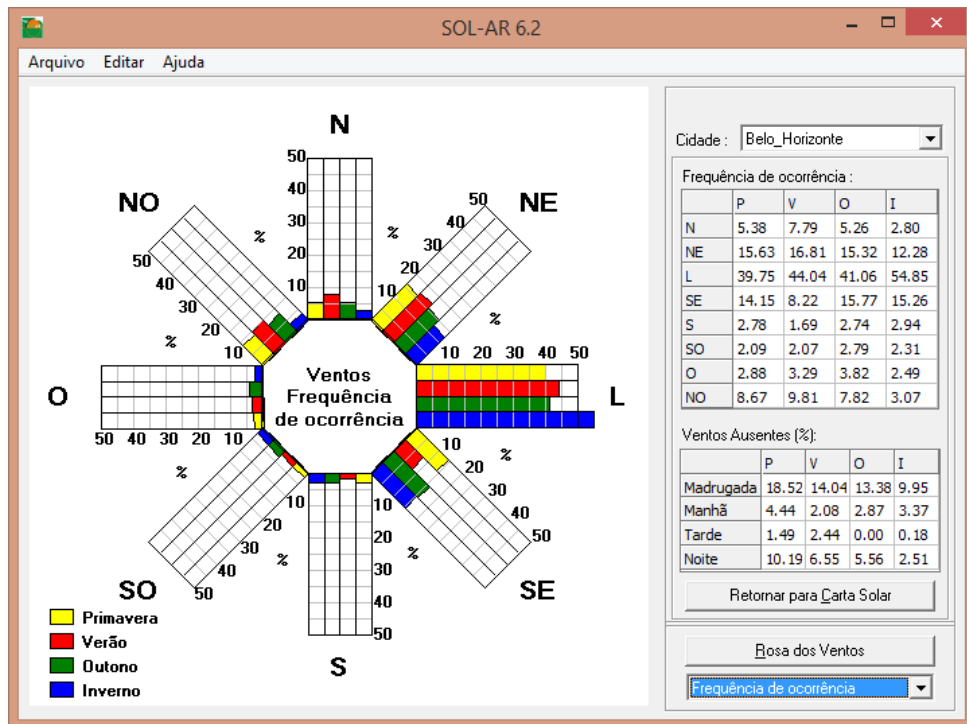 SOL-AR 6.2
Arquivo Editar Ajuda
N
NE
L
SE
S
SO
O
NO
50
40
30
20
10
%
10
20
30
40
50
%
10 20 30 40 50
%
10
20
30
40
50
%
10
20
30
40
50
%
10
20
30
40
50
%
50 40 30 20 10
%
50
40
30
20
10
%
Ventos
Frequência
de ocorrência
Primavera
Verão
Outono
Inverno
Cidade : Belo_Horizonte
Frequência de ocorrência :
P V O I
N 5.38 7.79 5.26 2.80
NE 15.63 16.81 15.32 12.28
L 39.75 44.04 41.06 54.85
SE 14.15 8.22 15.77 15.26
S 2.78 1.69 2.74 2.94
SO 2.09 2.07 2.79 2.31
O 2.88 3.29 3.82 2.49
NO 8.67 9.81 7.82 3.07
Ventos Ausentes (%):
P V O I
Madrugada 18.52 14.04 13.38 9.95
Manhã 4.44 2.08 2.87 3.37
Tarde 1.49 2.44 0.00 0.18
Noite 10.19 6.55 5.56 2.51
Retornar para Carta Solar
Rosa dos Ventos
Frequência de ocorrência